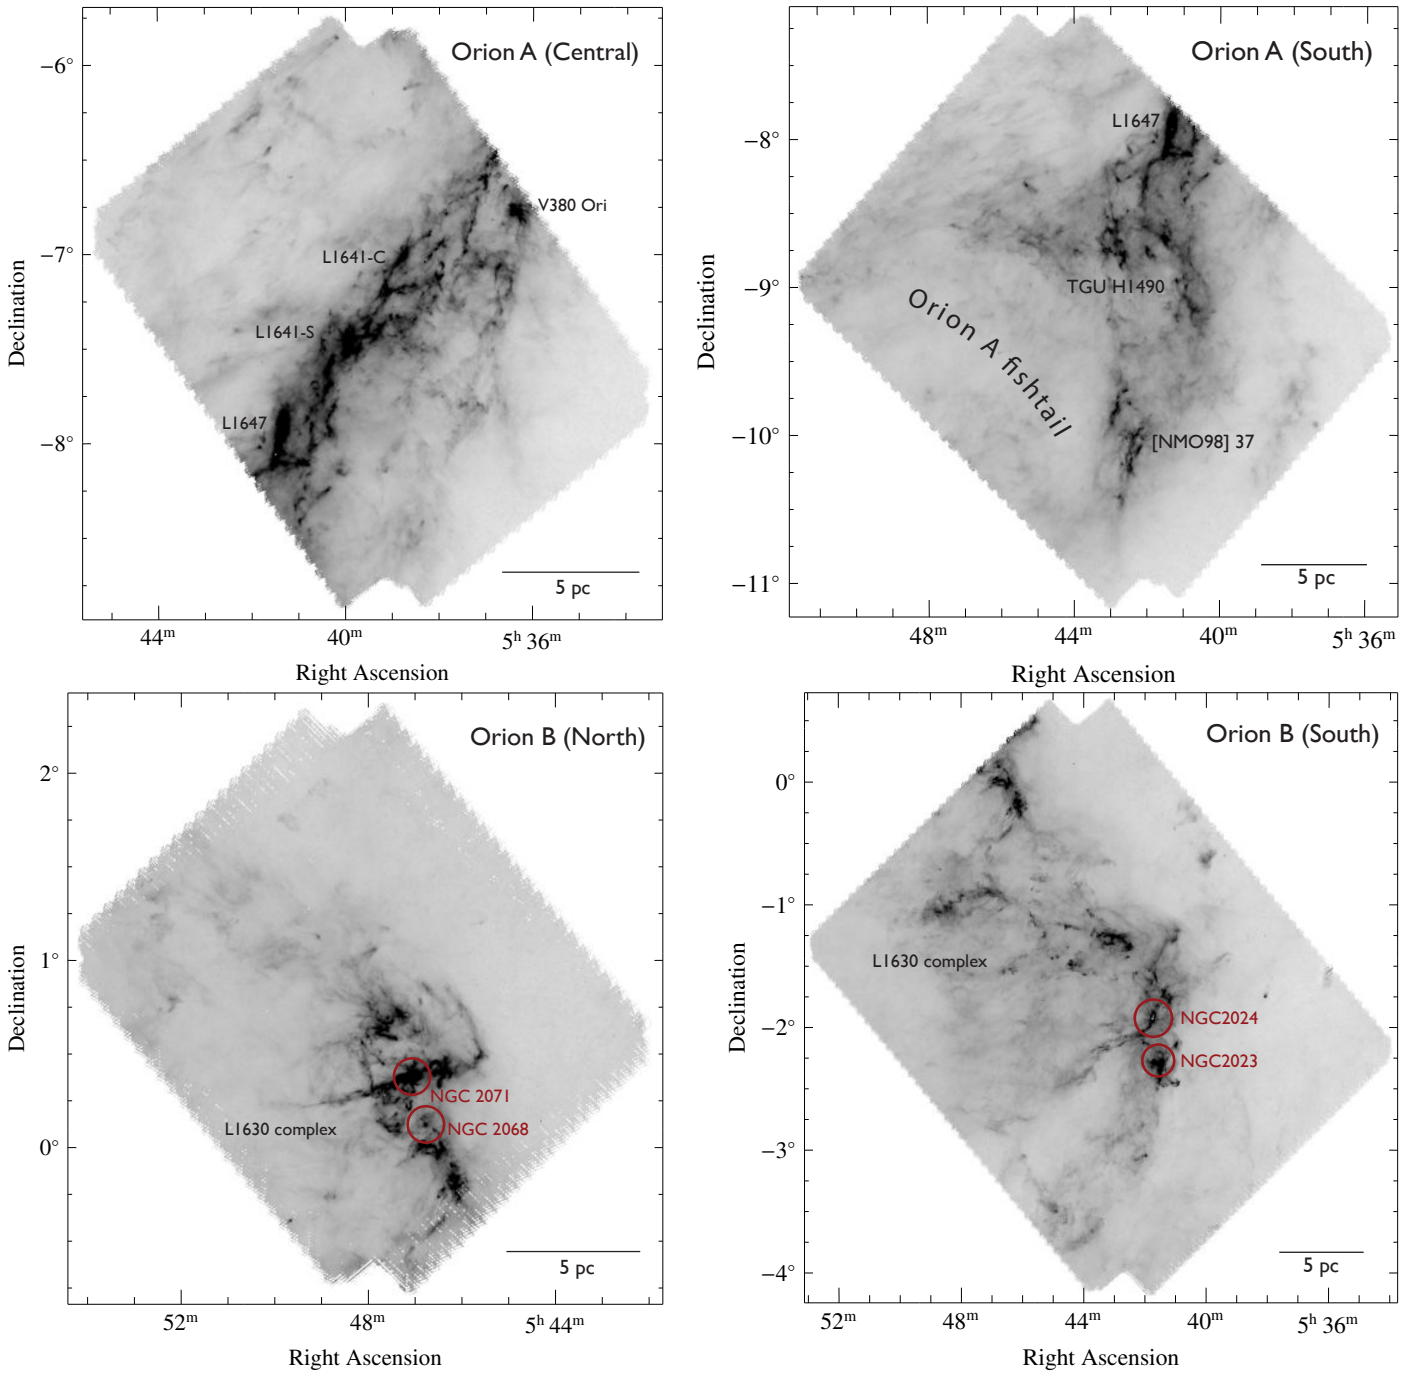 Orion A (Central)
−6°
−7°
−8°
Declination
V380 Ori
L1641-C
L1641-S
L1647
5 pc
44ᵐ
40ᵐ
5ʰ 36ᵐ
Right Ascension
Orion A (South)
−8°
−9°
−10°
−11°
Declination
L1647
TGU H1490
Orion A fishtail
[NMO98] 37
5 pc
48ᵐ
44ᵐ
40ᵐ
5ʰ 36ᵐ
Right Ascension
Orion B (North)
2°
1°
0°
Declination
NGC 2071
L1630 complex
NGC 2068
5 pc
52ᵐ
48ᵐ
5ʰ 44ᵐ
Right Ascension
Orion B (South)
0°
−1°
−2°
−3°
−4°
Declination
L1630 complex
NGC2024
NGC2023
5 pc
52ᵐ
48ᵐ
44ᵐ
40ᵐ
5ʰ 36ᵐ
Right Ascension